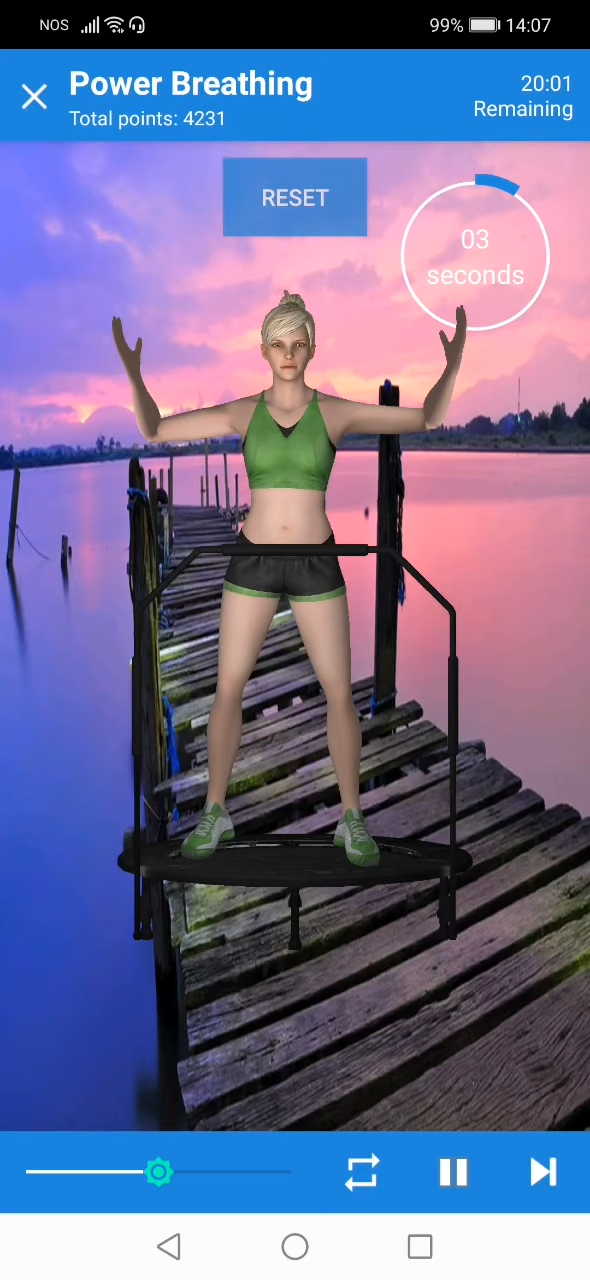 NOS 99% 14:07
Power Breathing
Total points: 4231
20:01
Remaining
RESET
03
seconds